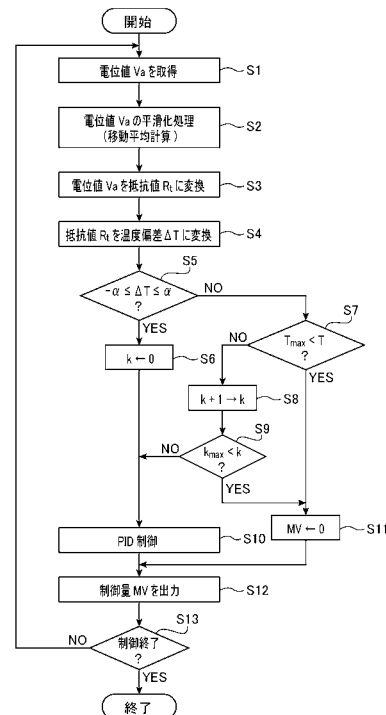 開始
電位値 Va を取得
S1
電位値 Va の平滑化処理
(移動平均計算)
S2
電位値 Va を抵抗値 Rt に変換
S3
抵抗値 Rt を温度偏差 ΔT に変換
S4
-α ≤ ΔT ≤ α
?
S5
NO
YES
k ← 0
S6
Tmax < T
?
S7
NO
YES
k + 1 → k
S8
kmax < k
?
S9
NO
YES
PID 制御
S10
MV ← 0
S11
制御量 MV を出力
S12
制御終了
?
S13
NO
YES
終了